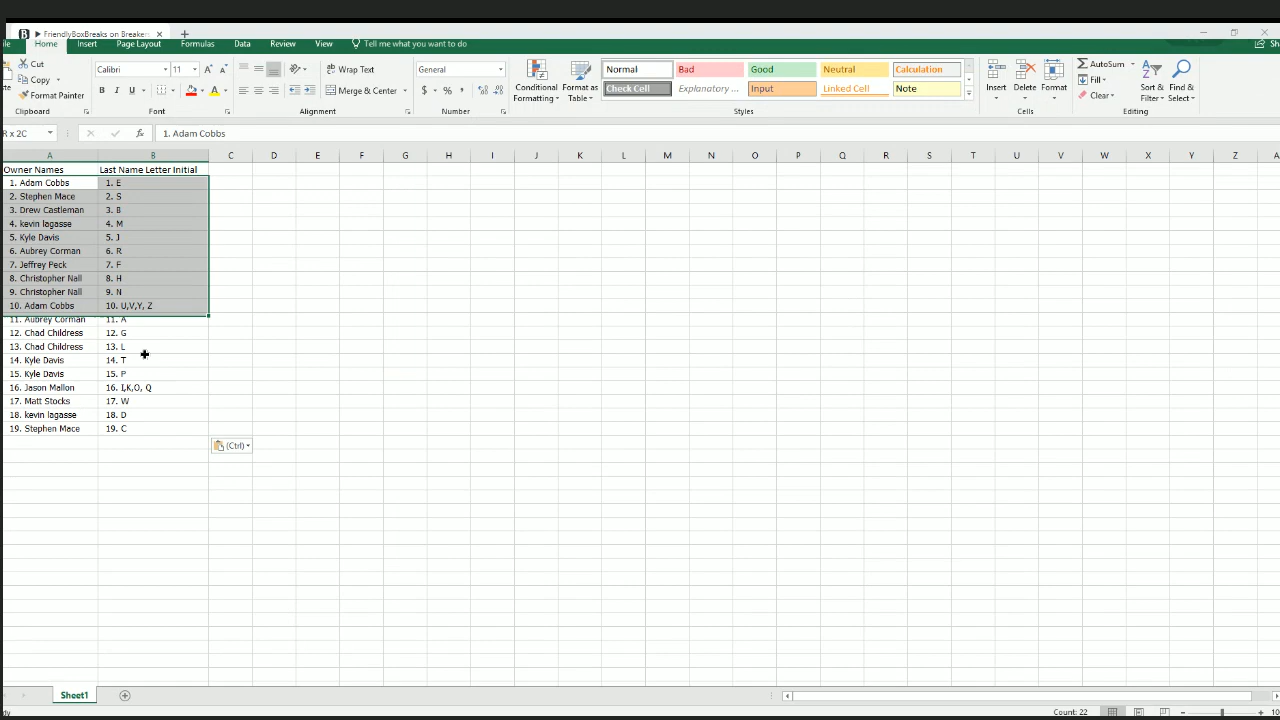 FriendlyBoxBreaks on Breakers
Home Insert Page Layout Formulas Data Review View Tell me what you want to do
Cut
Copy
Format Painter
Clipboard
Calibri 11
B I U
Font
Wrap Text
Merge & Center
Alignment
General
$ % ,
Number
Conditional Formatting
Format as Table
Normal Bad Good Neutral Calculation
Check Cell Explanatory ... Input Linked Cell Note
Styles
Insert Delete Format
Cells
AutoSum
Fill
Clear
Sort & Filter
Find & Select
Editing
R x 2C fx 1. Adam Cobbs
A B C D E F G H I J K L M N O P Q R S T U V W X Y Z
Owner Names Last Name Letter Initial
1. Adam Cobbs 1. E
2. Stephen Mace 2. S
3. Drew Castleman 3. B
4. kevin lagasse 4. M
5. Kyle Davis 5. J
6. Aubrey Corman 6. R
7. Jeffrey Peck 7. F
8. Christopher Nall 8. H
9. Christopher Nall 9. N
10. Adam Cobbs 10. U,V,Y, Z
11. Aubrey Corman 11. A
12. Chad Childress 12. G
13. Chad Childress 13. L
14. Kyle Davis 14. T
15. Kyle Davis 15. P
16. Jason Mallon 16. I,K,O, Q
17. Matt Stocks 17. W
18. kevin lagasse 18. D
19. Stephen Mace 19. C
(Ctrl)
Sheet1
Count: 22